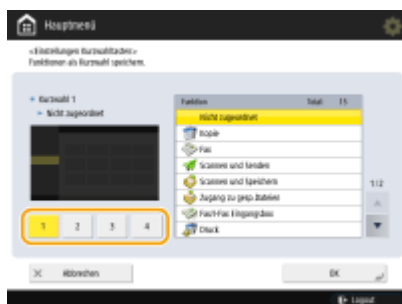 Hauptmenü
<Einstellungen Kurzwahltasten>
Funktionen als Kurzwahl speichern.
Kurzwahl 1
Nicht zugeordnet
Funktion Total: 15
Nicht zugeordnet
Kopie
Fax
Scannen und Senden
Scannen und Speichern
Zugang zu gesp. Dateien
Fax/I-Fax Eingangsbox
Druck
1/2
1 2 3 4
Abbrechen
OK
Logout